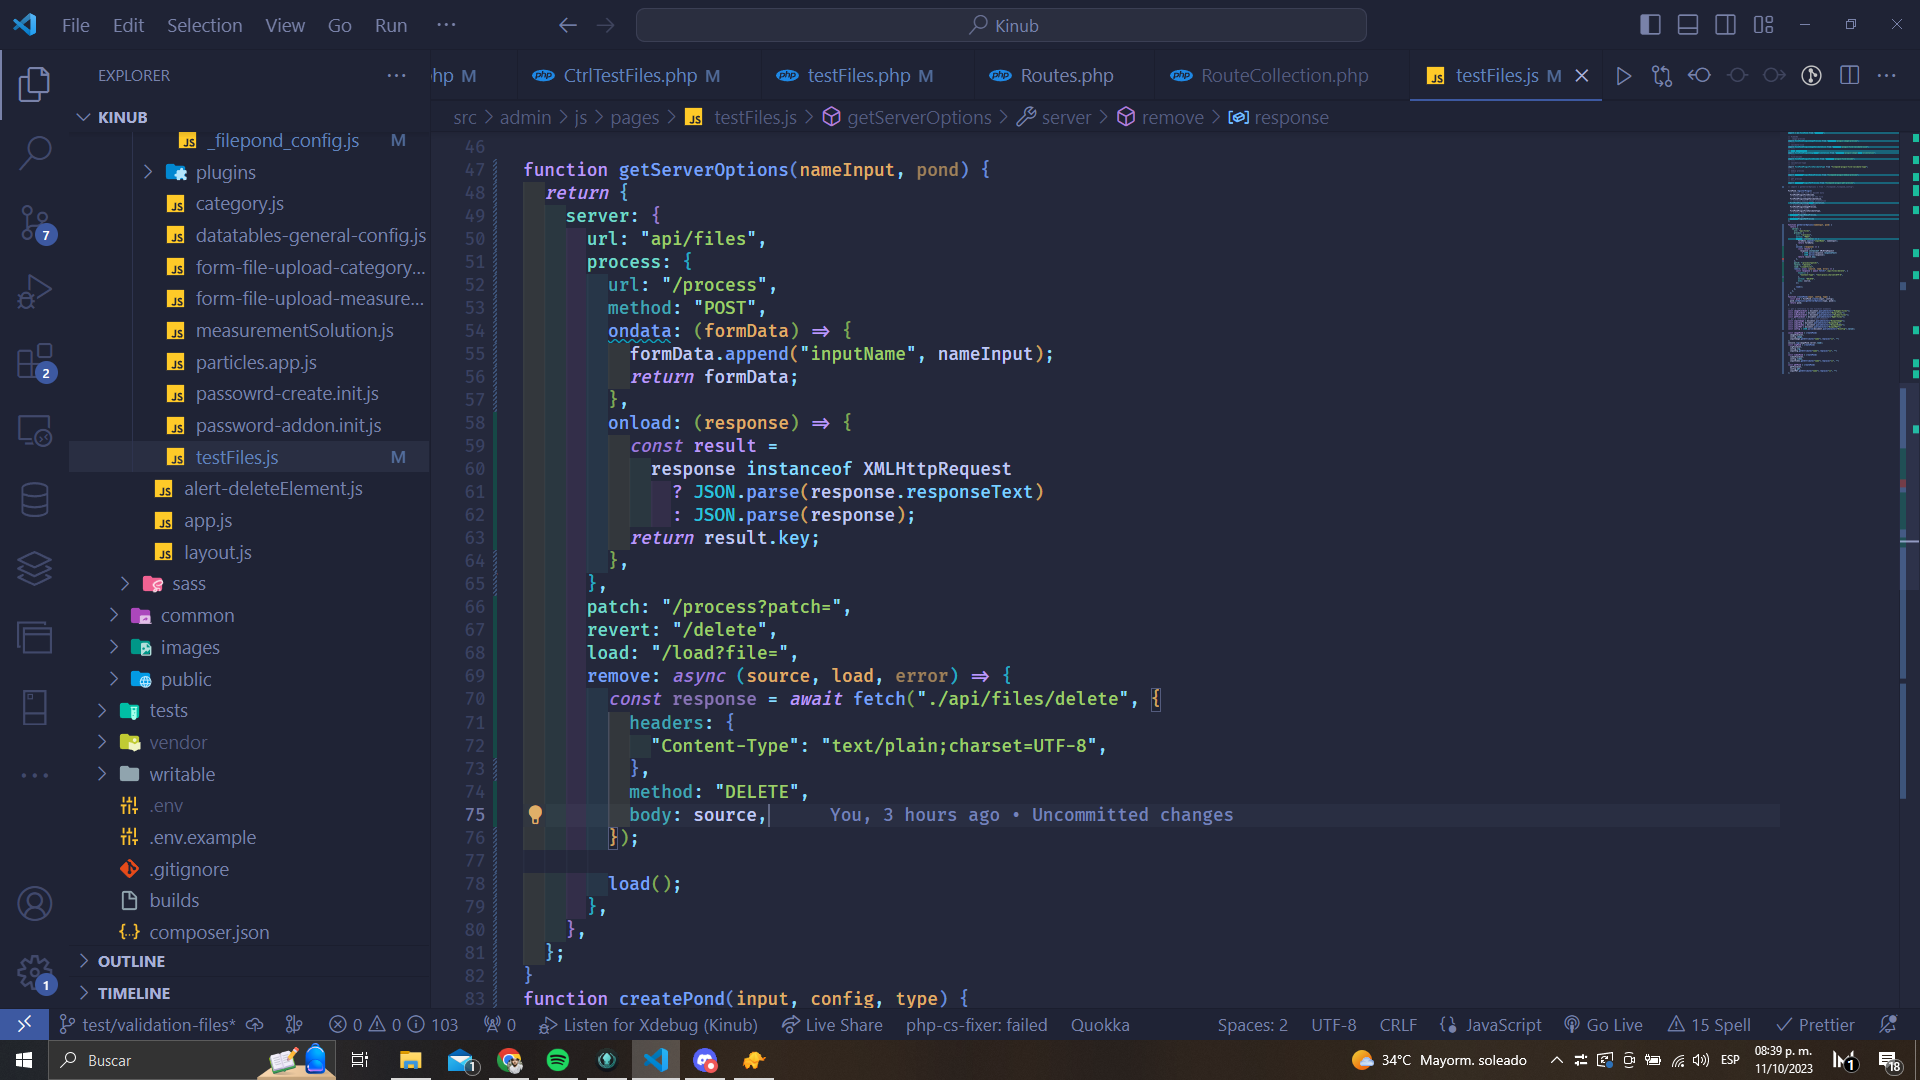 File Edit Selection View Go Run ···
Kinub
EXPLORER
···
hp M
CtrlTestFiles.php M
testFiles.php M
Routes.php
RouteCollection.php
testFiles.js M
src > admin > js > pages > testFiles.js > getServerOptions > server > remove > response
KINUB
_filepond_config.js M
plugins
category.js
datatables-general-config.js
form-file-upload-category...
form-file-upload-measure...
measurementSolution.js
particles.app.js
passowrd-create.init.js
password-addon.init.js
testFiles.js M
alert-deleteElement.js
app.js
layout.js
sass
common
images
public
tests
vendor
writable
.env
.env.example
.gitignore
builds
composer.json
OUTLINE
TIMELINE
7
2
1
46
47 function getServerOptions(nameInput, pond) {
48 return {
49 server: {
50 url: "api/files",
51 process: {
52 url: "/process",
53 method: "POST",
54 ondata: (formData) ⇒ {
55 formData.append("inputName", nameInput);
56 return formData;
57 },
58 onload: (response) ⇒ {
59 const result =
60 response instanceof XMLHttpRequest
61 ? JSON.parse(response.responseText)
62 : JSON.parse(response);
63 return result.key;
64 },
65 },
66 patch: "/process?patch=",
67 revert: "/delete",
68 load: "/load?file=",
69 remove: async (source, load, error) ⇒ {
70 const response = await fetch("./api/files/delete", {
71 headers: {
72 "Content-Type": "text/plain;charset=UTF-8",
73 },
74 method: "DELETE",
75 body: source, You, 3 hours ago • Uncommitted changes
76 });
77
78 load();
79 },
80 },
81 };
82 }
83 function createPond(input, config, type) {
test/validation-files* 0 0 103 0 Listen for Xdebug (Kinub) Live Share php-cs-fixer: failed Quokka Spaces: 2 UTF-8 CRLF JavaScript Go Live 15 Spell Prettier
Buscar
1
34°C Mayorm. soleado
ESP
08:39 p. m.
11/10/2023
1
18